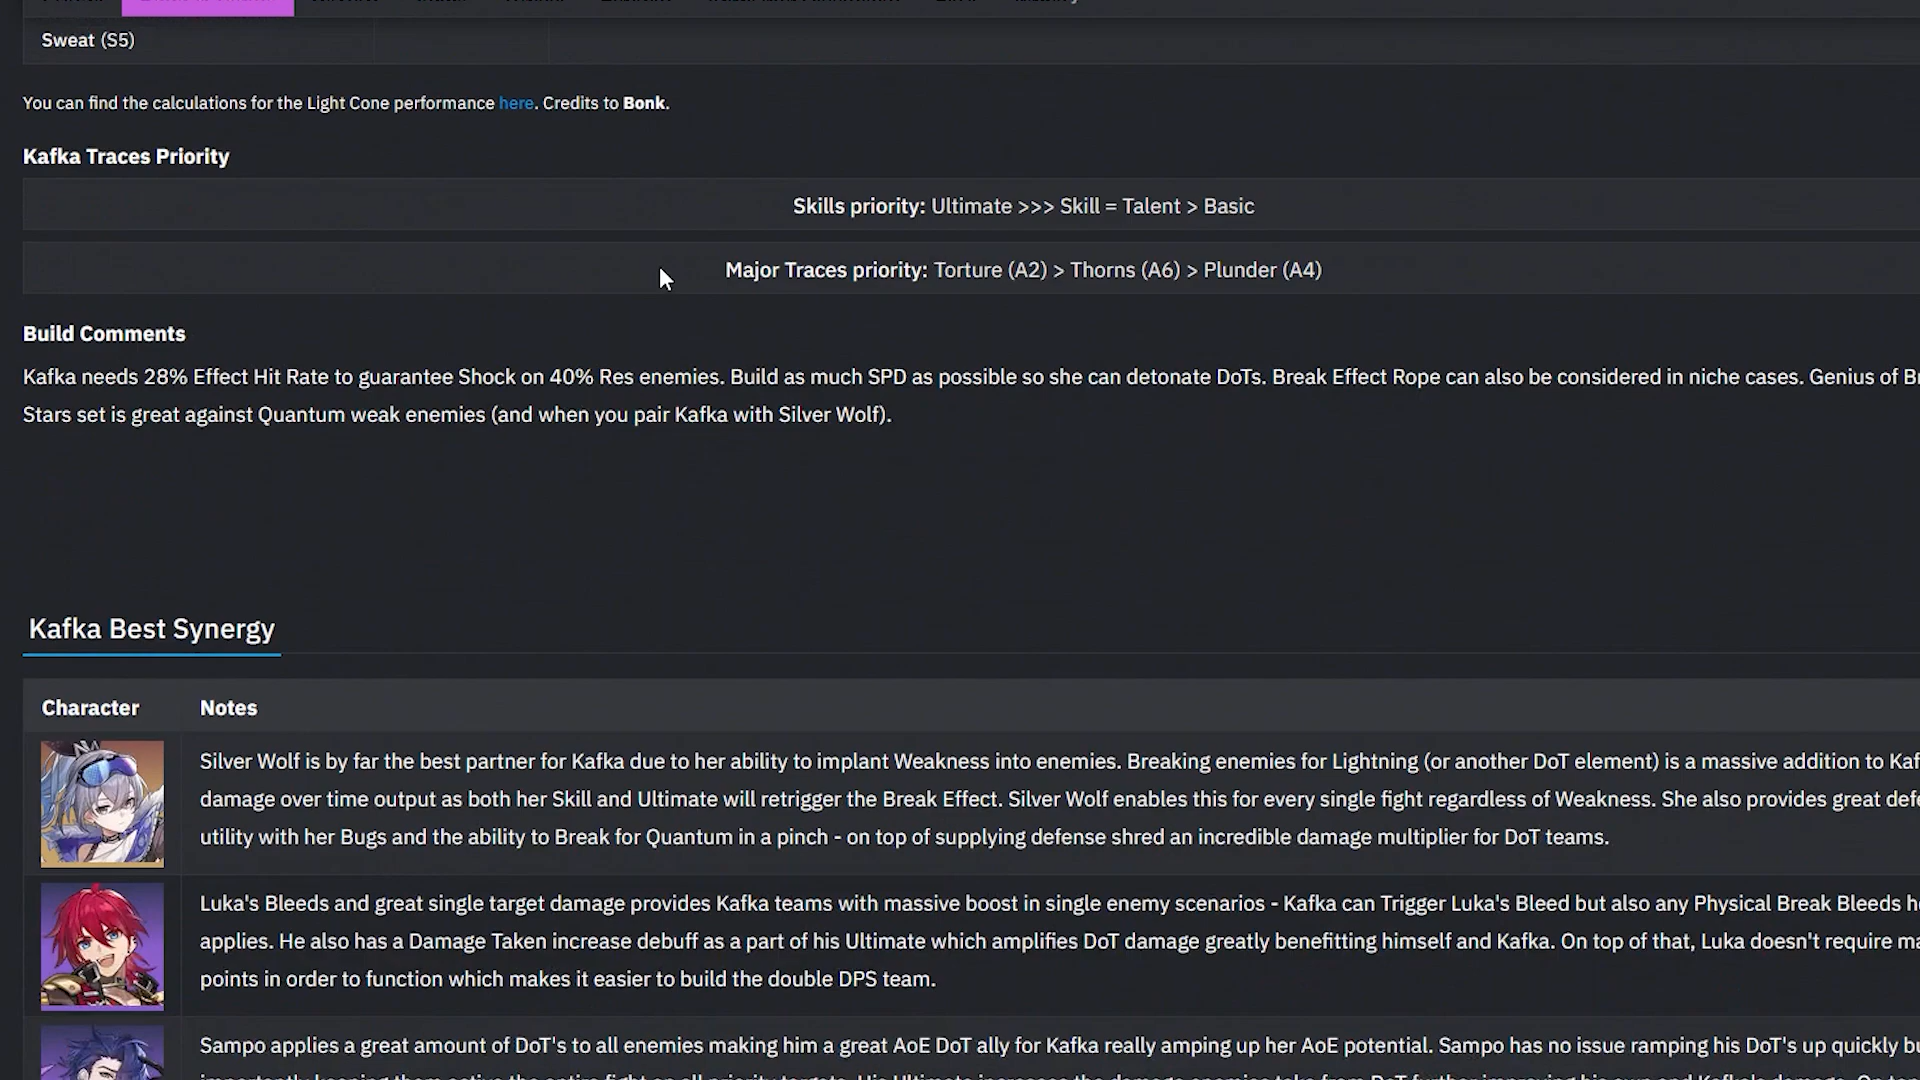 Sweat (S5)
You can find the calculations for the Light Cone performance here. Credits to Bonk.
Kafka Traces Priority
Skills priority: Ultimate >>> Skill = Talent > Basic
Major Traces priority: Torture (A2) > Thorns (A6) > Plunder (A4)
Build Comments
Kafka needs 28% Effect Hit Rate to guarantee Shock on 40% Res enemies. Build as much SPD as possible so she can detonate DoTs. Break Effect Rope can also be considered in niche cases. Genius of
Stars set is great against Quantum weak enemies (and when you pair Kafka with Silver Wolf).
Kafka Best Synergy
Character Notes
Silver Wolf is by far the best partner for Kafka due to her ability to implant Weakness into enemies. Breaking enemies for Lightning (or another DoT element) is a massive addition to
damage over time output as both her Skill and Ultimate will retrigger the Break Effect. Silver Wolf enables this for every single fight regardless of Weakness. She also provides great
utility with her Bugs and the ability to Break for Quantum in a pinch - on top of supplying defense shred an incredible damage multiplier for DoT teams.
Luka's Bleeds and great single target damage provides Kafka teams with massive boost in single enemy scenarios - Kafka can Trigger Luka's Bleed but also any Physical Break Bleeds
applies. He also has a Damage Taken increase debuff as a part of his Ultimate which amplifies DoT damage greatly benefitting himself and Kafka. On top of that, Luka doesn't require
points in order to function which makes it easier to build the double DPS team.
Sampo applies a great amount of DoT's to all enemies making him a great AoE DoT ally for Kafka really amping up her AoE potential. Sampo has no issue ramping his DoT's up quickly